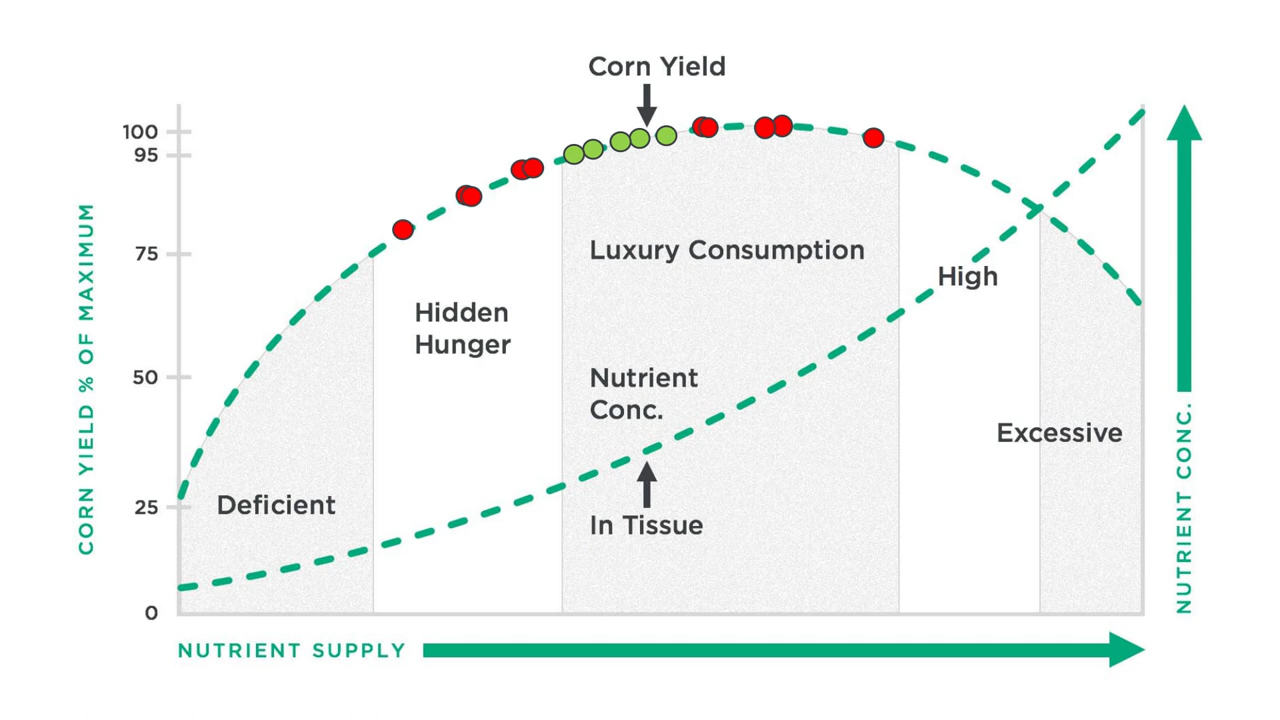 Corn Yield
100
95
75
50
25
0
CORN YIELD % OF MAXIMUM
Luxury Consumption
High
Hidden
Hunger
Nutrient
Conc.
Excessive
Deficient
In Tissue
NUTRIENT CONC.
NUTRIENT SUPPLY